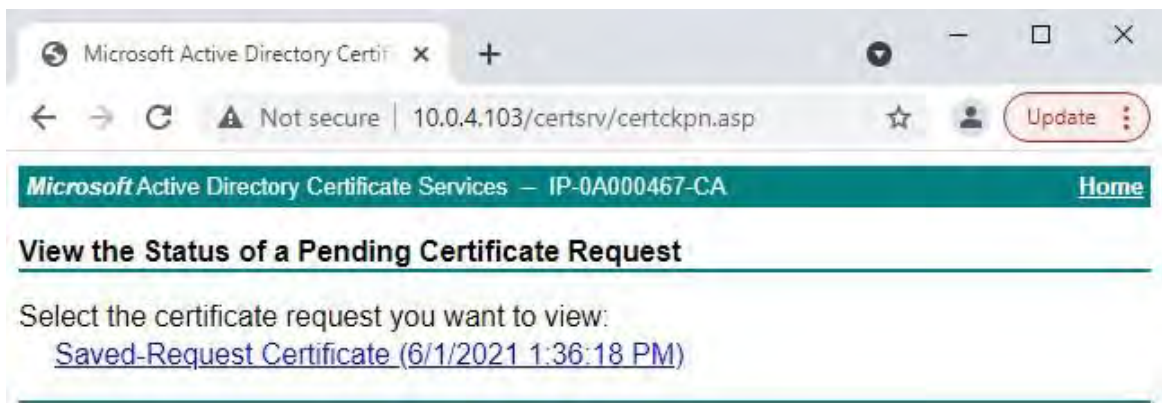 Microsoft Active Directory Certif
Not secure | 10.0.4.103/certsrv/certckpn.asp
Update
Microsoft Active Directory Certificate Services – IP-0A000467-CA Home
View the Status of a Pending Certificate Request
Select the certificate request you want to view:
Saved-Request Certificate (6/1/2021 1:36:18 PM)